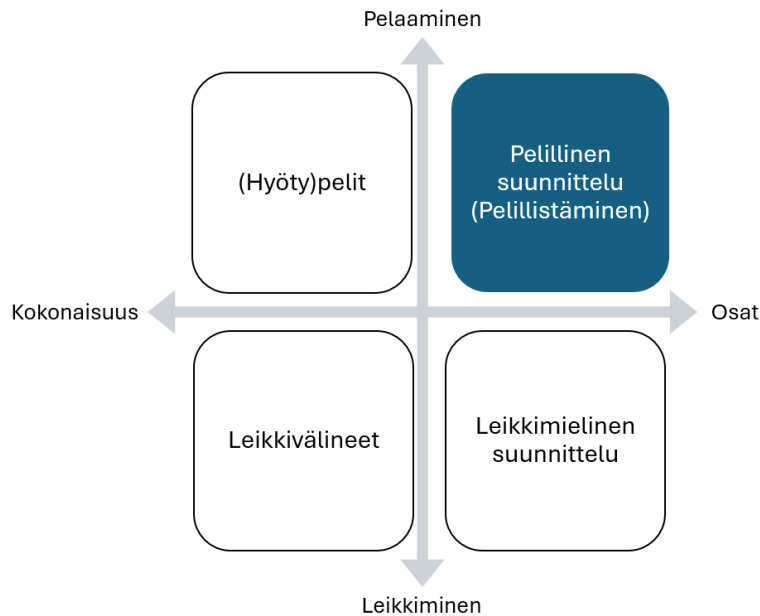 Pelaaminen
(Hyöty)pelit
Pelillinen
suunnittelu
(Pelillistäminen)
Kokonaisuus
Osat
Leikkivälineet
Leikkimielinen
suunnittelu
Leikkiminen